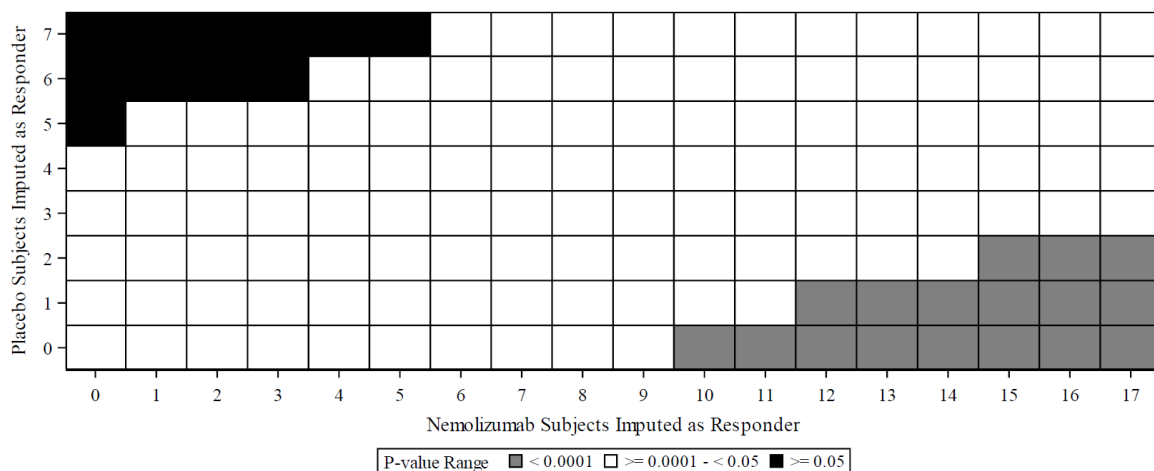 Placebo Subjects Imputed as Responder
7
6
5
4
3
2
1
0
0 1 2 3 4 5 6 7 8 9 10 11 12 13 14 15 16 17
Nemolizumab Subjects Imputed as Responder
P-value Range < 0.0001 >= 0.0001 - < 0.05 >= 0.05